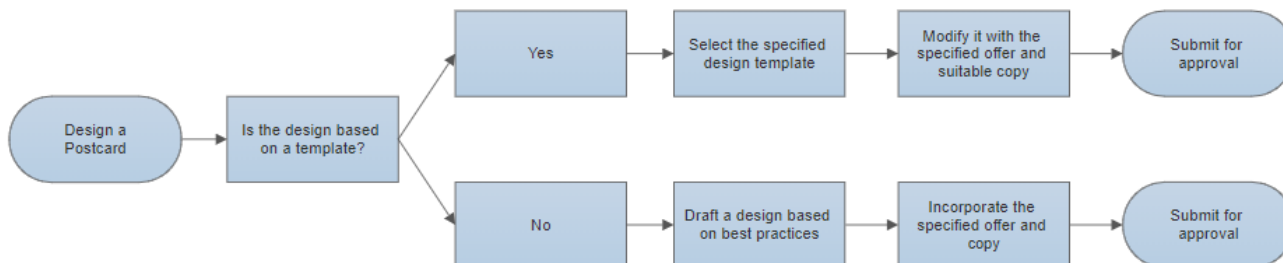 Design a
Postcard
Is the design based
on a template?
Yes
Select the specified
design template
Modify it with the
specified offer and
suitable copy
Submit for
approval
No
Draft a design based
on best practices
Incorporate the
specified offer and
copy
Submit for
approval